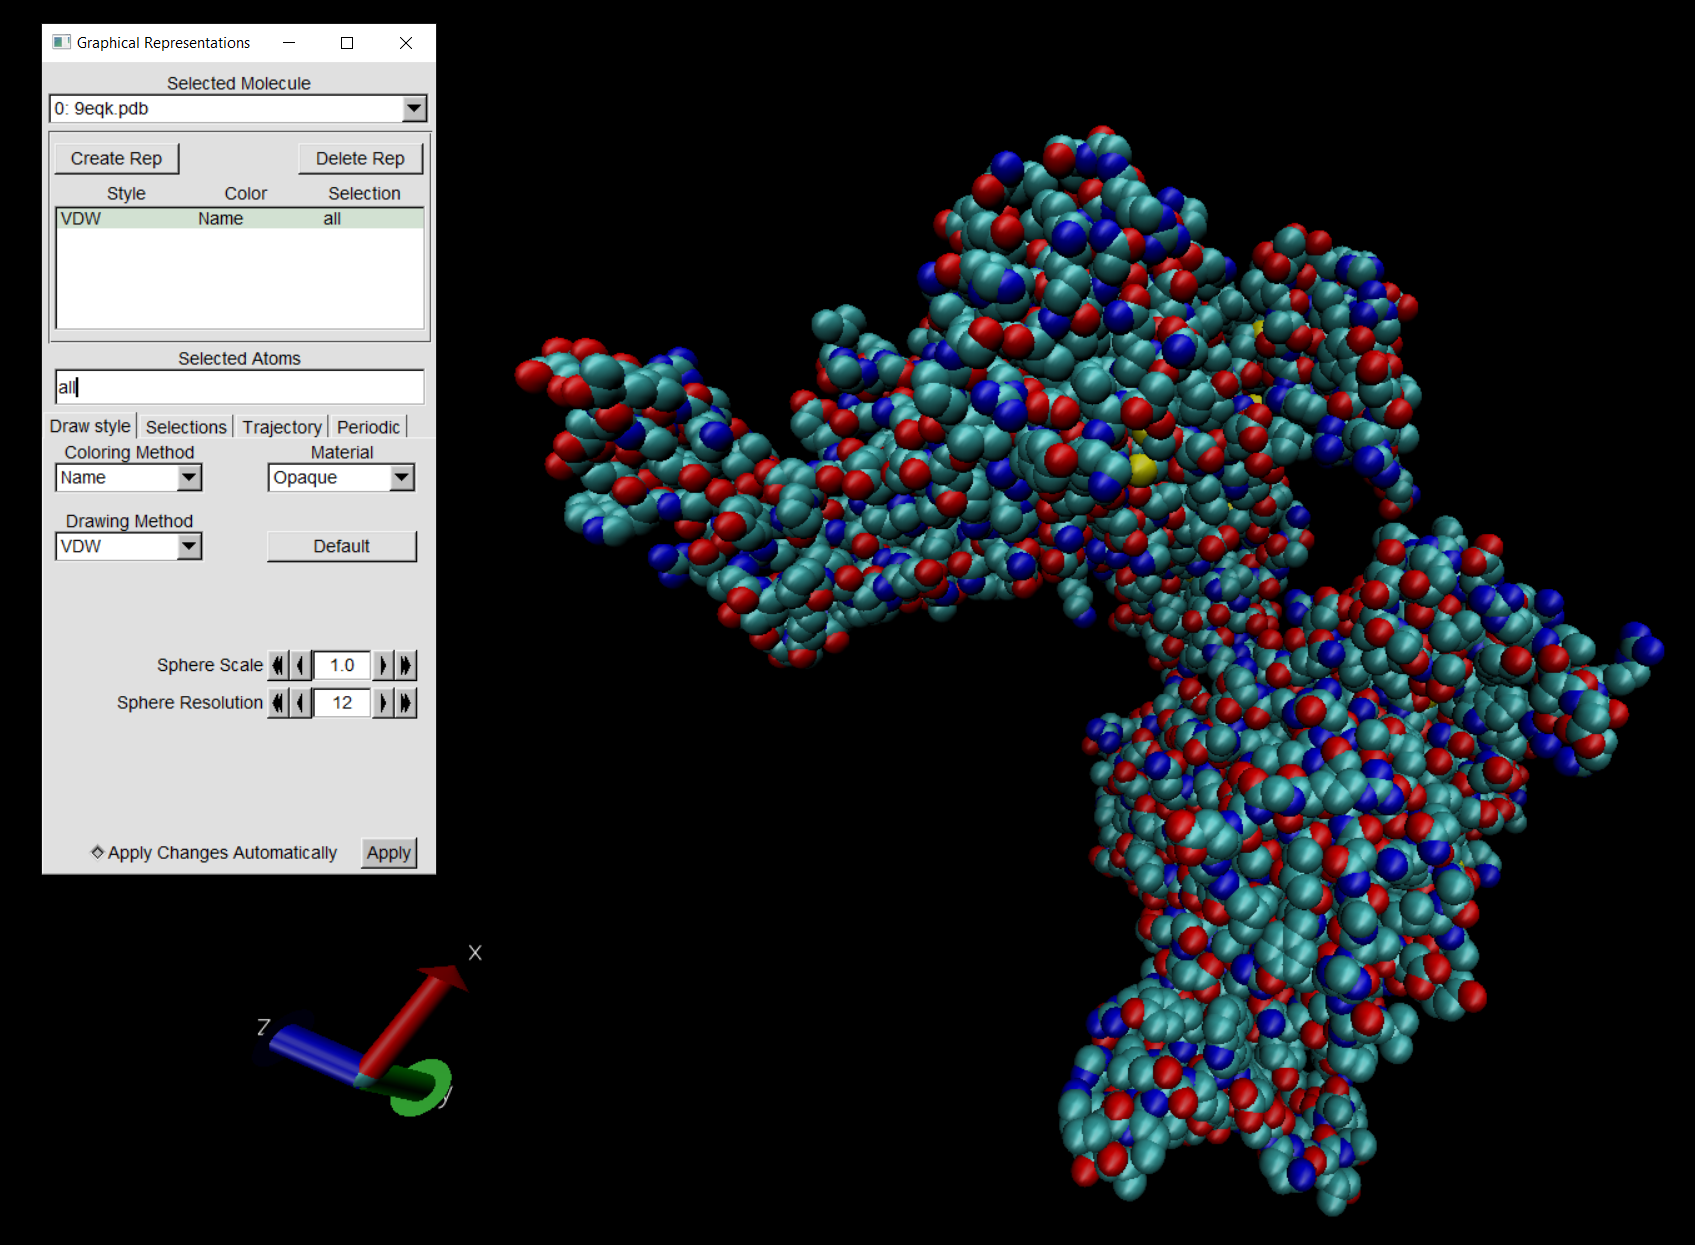 Graphical Representations
Selected Molecule
0: 9eqk.pdb
Create Rep Delete Rep
Style Color Selection
VDW Name all
Selected Atoms
all
Draw style Selections Trajectory Periodic
Coloring Method Material
Name Opaque
Drawing Method
VDW Default
Sphere Scale 1.0
Sphere Resolution 12
Apply Changes Automatically Apply
X
Z
y